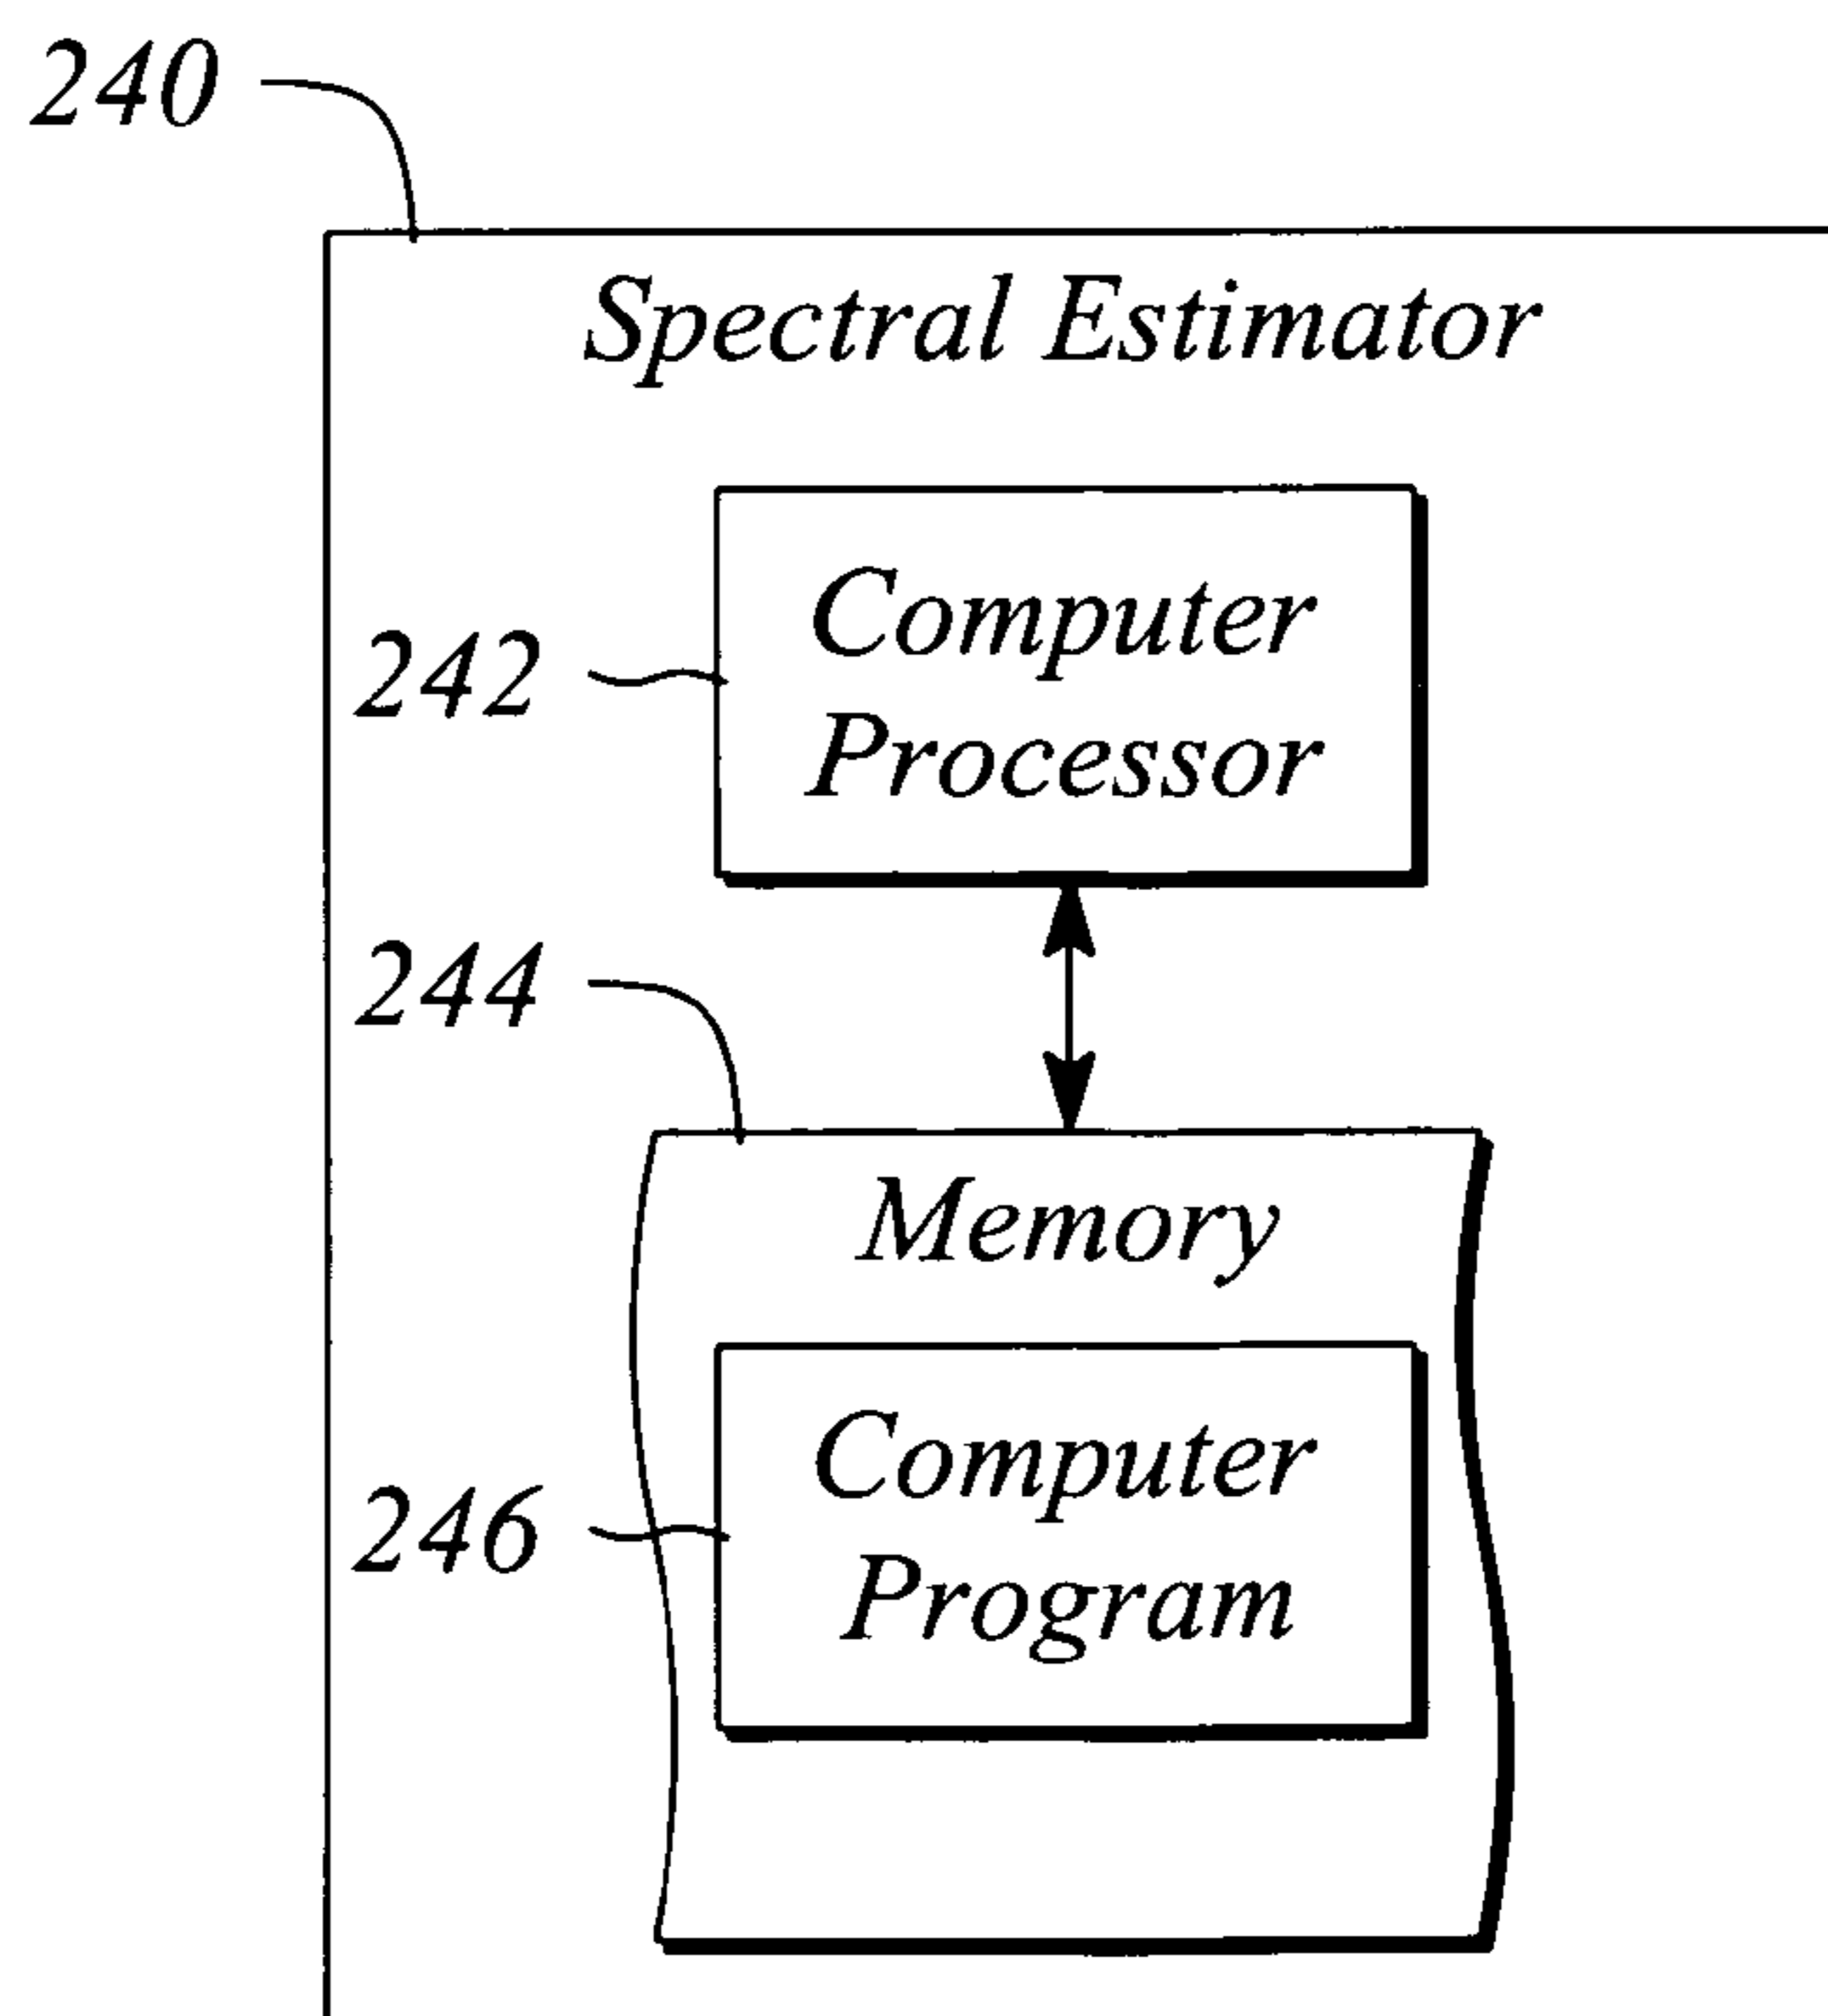 240
Spectral Estimator
242
Computer
Processor
244
Memory
246
Computer
Program